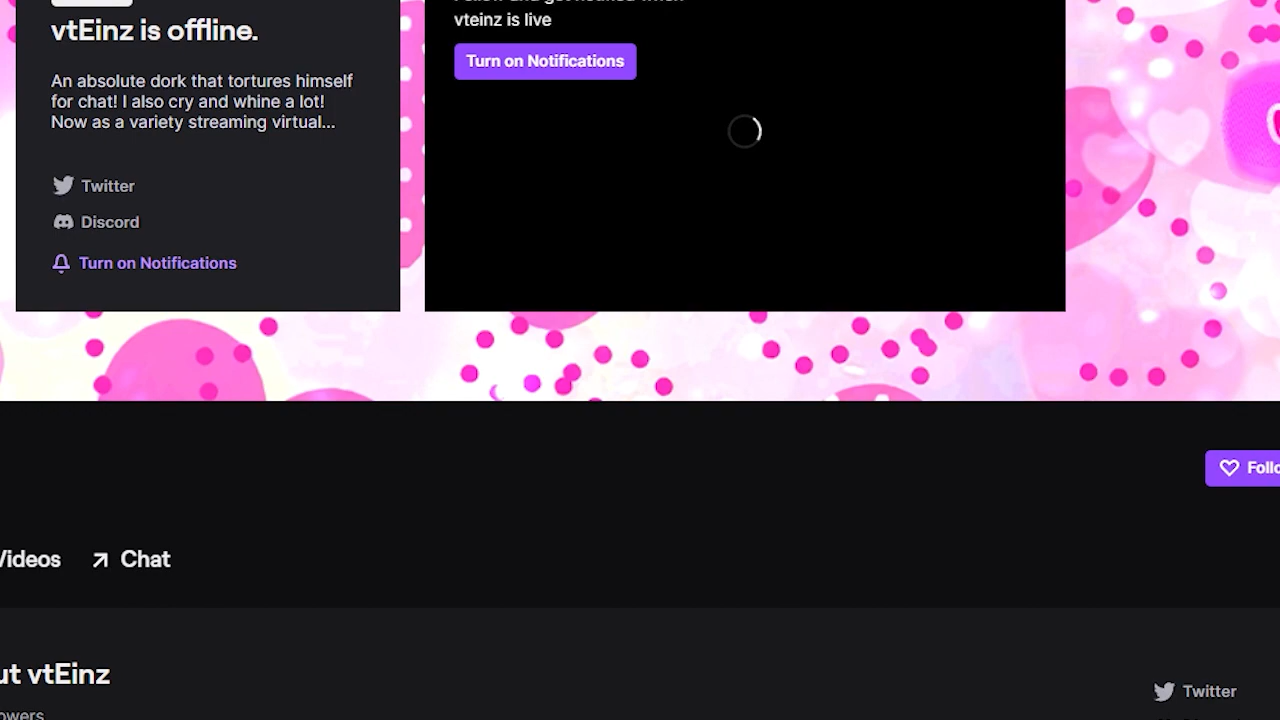 vtEinz is offline.
An absolute dork that tortures himself
for chat! I also cry and whine a lot!
Now as a variety streaming virtual...
Twitter
Discord
Turn on Notifications
vteinz is live
Turn on Notifications
Videos
Chat
vtEinz
Twitter